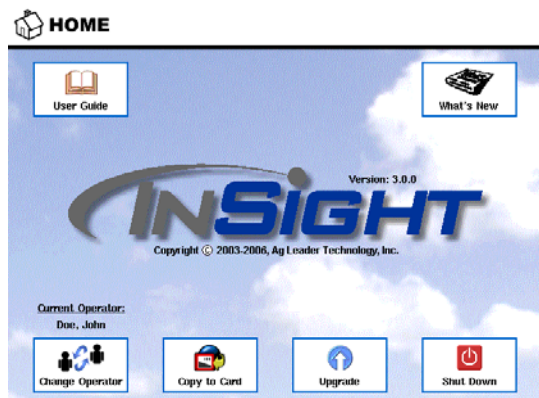 HOME
User Guide
What's New
Version: 3.0.0
INSIGHT
Copyright © 2003-2006, Ag Leader Technology, Inc.
Current Operator:
Doe, John
Change Operator
Copy to Card
Upgrade
Shut Down